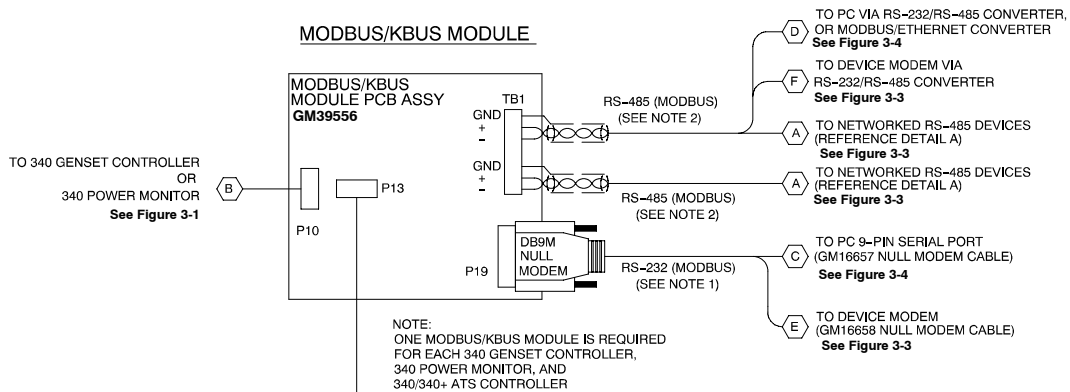 MODBUS/KBUS MODULE
MODBUS/KBUS
MODULE PCB ASSY
GM39556
TB1
GND
+
-
GND
+
-
P13
P10
P19
DB9M
NULL
MODEM
TO 340 GENSET CONTROLLER
OR
340 POWER MONITOR
See Figure 3-1
B
RS-485 (MODBUS)
(SEE NOTE 2)
RS-485 (MODBUS)
(SEE NOTE 2)
RS-232 (MODBUS)
(SEE NOTE 1)
D
TO PC VIA RS-232/RS-485 CONVERTER,
OR MODBUS/ETHERNET CONVERTER
See Figure 3-4
F
TO DEVICE MODEM VIA
RS-232/RS-485 CONVERTER
See Figure 3-3
A
TO NETWORKED RS-485 DEVICES
(REFERENCE DETAIL A)
See Figure 3-3
A
TO NETWORKED RS-485 DEVICES
(REFERENCE DETAIL A)
See Figure 3-3
C
TO PC 9-PIN SERIAL PORT
(GM16657 NULL MODEM CABLE)
See Figure 3-4
E
TO DEVICE MODEM
(GM16658 NULL MODEM CABLE)
See Figure 3-3
NOTE:
ONE MODBUS/KBUS MODULE IS REQUIRED
FOR EACH 340 GENSET CONTROLLER,
340 POWER MONITOR, AND
340/340+ ATS CONTROLLER